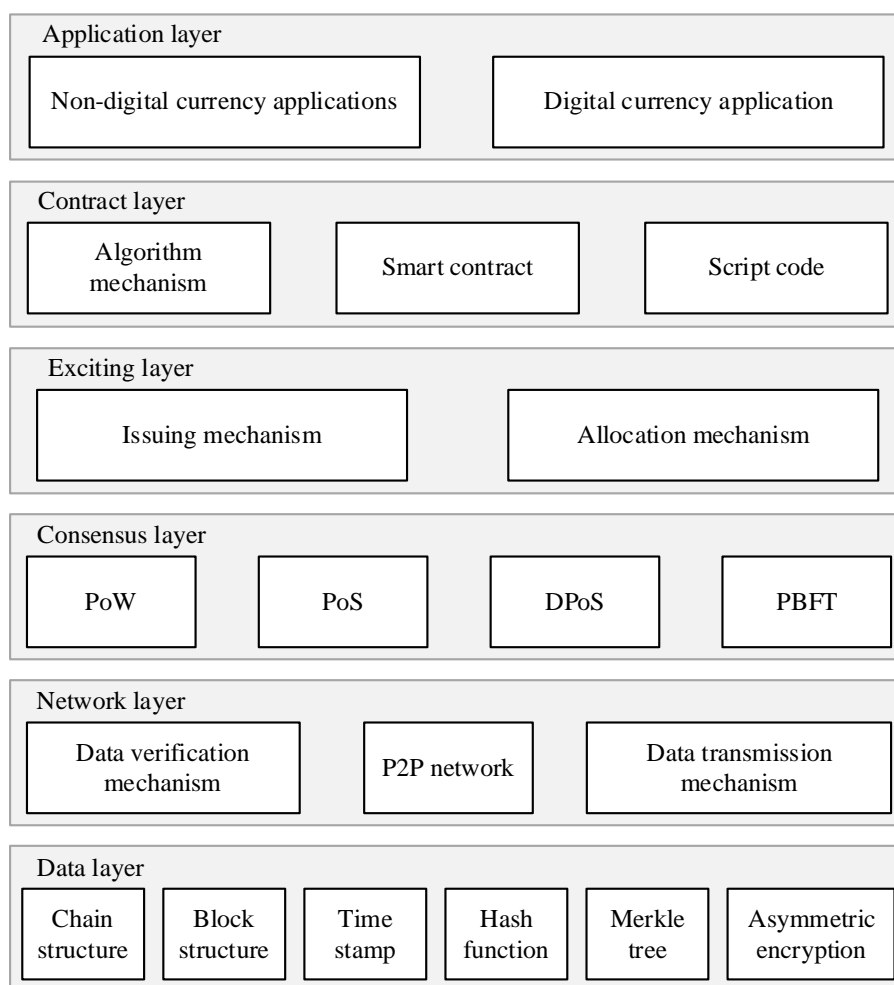 Application layer
Non-digital currency applications
Digital currency application
Contract layer
Algorithm
mechanism
Smart contract
Script code
Exciting layer
Issuing mechanism
Allocation mechanism
Consensus layer
PoW
PoS
DPoS
PBFT
Network layer
Data verification
mechanism
P2P network
Data transmission
mechanism
Data layer
Chain
structure
Block
structure
Time
stamp
Hash
function
Merkle
tree
Asymmetric
encryption